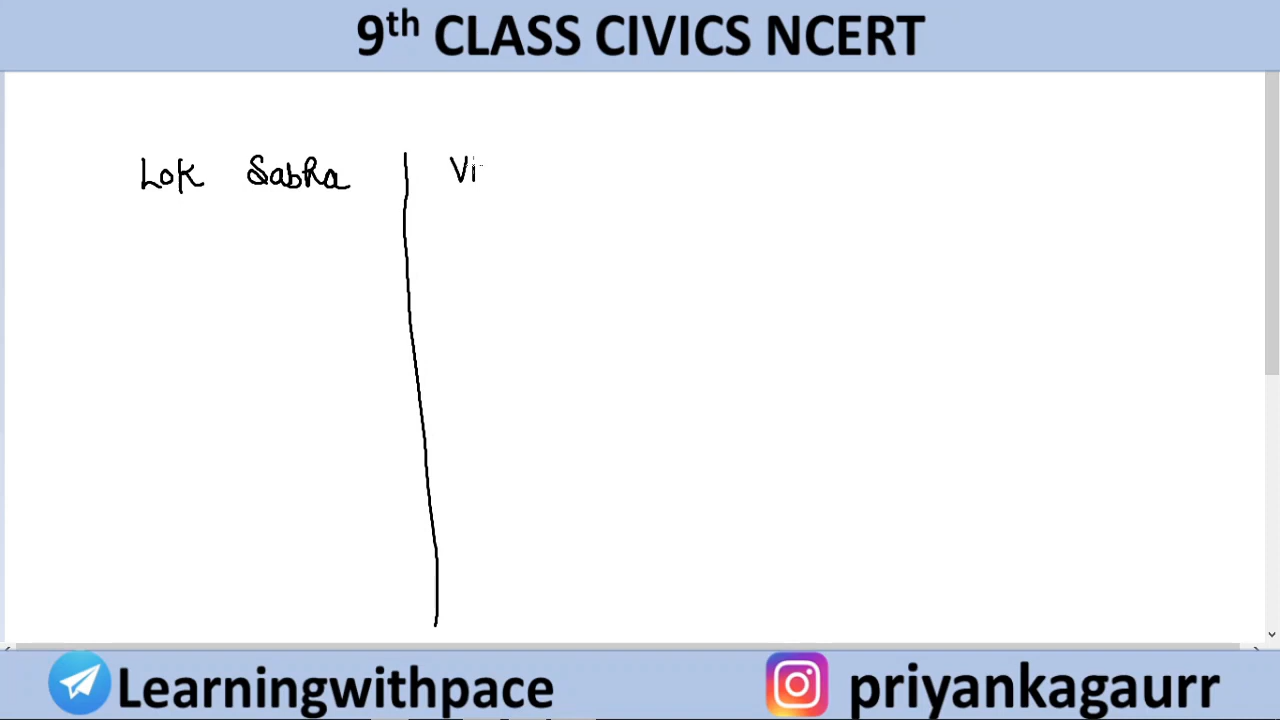 9th CLASS CIVICS NCERT
Lok Sabha | Vi
Learningwithpace
priyankagaurr